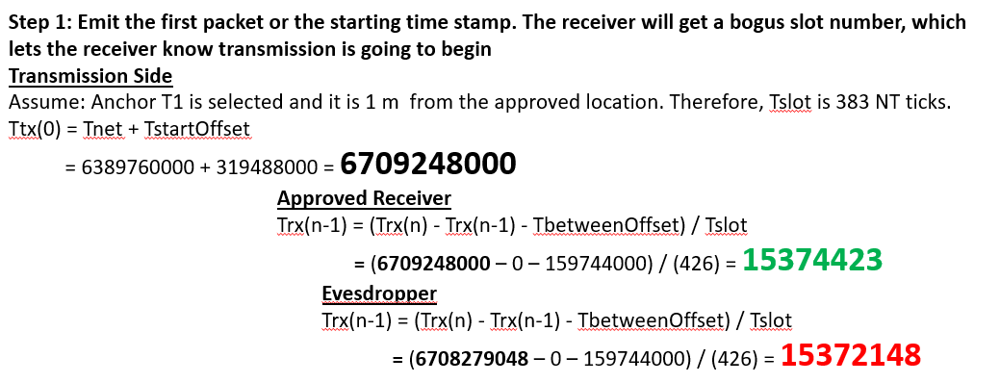 Step 1: Emit the first packet or the starting time stamp. The receiver will get a bogus slot number, which
lets the receiver know transmission is going to begin
Transmission Side
Assume: Anchor T1 is selected and it is 1 m  from the approved location. Therefore, Tslot is 383 NT ticks.
Ttx(0) = Tnet + TstartOffset
= 6389760000 + 319488000 = 6709248000
Approved Receiver
Trx(n-1) = (Trx(n) - Trx(n-1) - TbetweenOffset) / Tslot
= (6709248000 – 0 – 159744000) / (426) = 15374423
Evesdropper
Trx(n-1) = (Trx(n) - Trx(n-1) - TbetweenOffset) / Tslot
= (6708279048 – 0 – 159744000) / (426) = 15372148